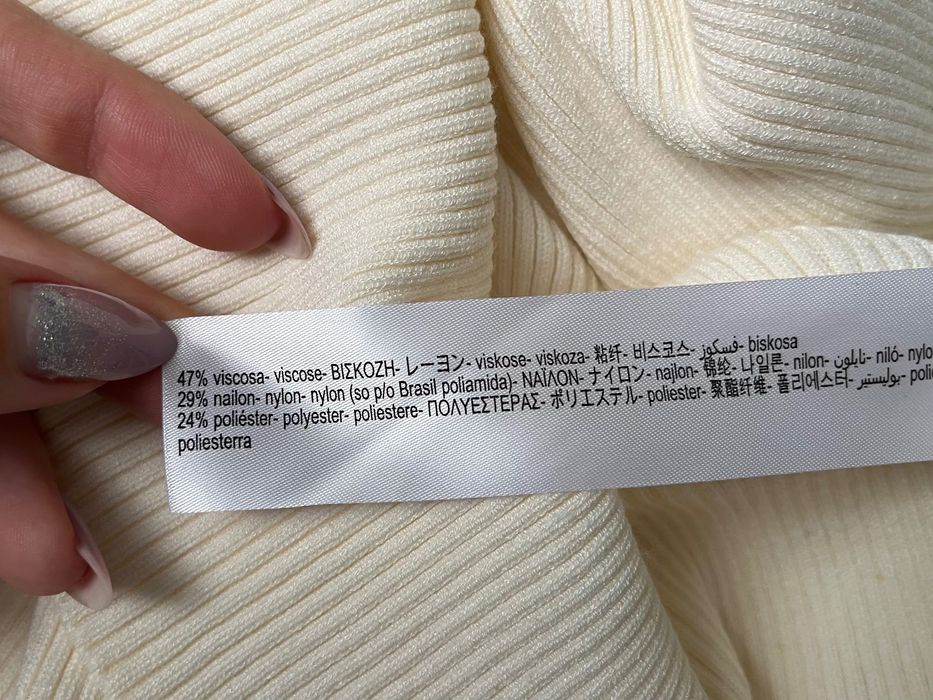 47% viscosa- viscose- ΒΙΣΚΟΖΗ- レーヨン- viskose- viskoza- 粘纤- 비스코스- فسكوز- biskosa
29% naílon- nylon- nylon (so p/o Brasil poliamida)- ΝΑΪΛΟΝ- ナイロン- najlon- 锦纶- 나일론- nilon- نايلون- niló-
24% poliéster- polyester- poliestere- ΠΟΛΥΕΣΤΕΡΑΣ- ポリエステル- poliester- 聚酯纤维- 폴리에스터- بوليستير-
poliesterra